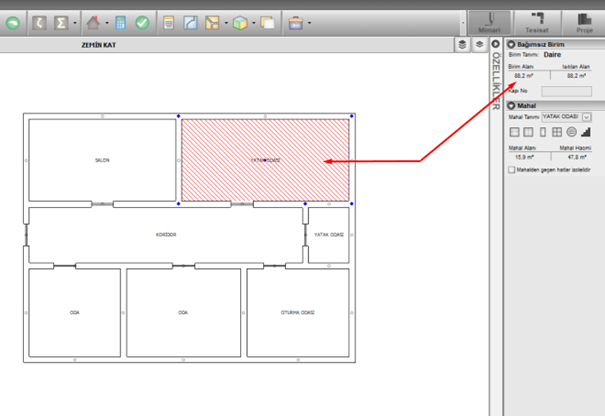 Mimari
Tesisat
Proje
ZEMİN KAT
ÖZELLİKLER
Bağımsız Birim
Birim Tanımı: Daire
Birim Alanı Isıtılan Alan
88,2 m² 88,2 m²
Kapı No
Mahal
Mahal Tanımı: YATAK ODASI
Mahal Alanı Mahal Hacmi
15,9 m² 47,8 m³
Mahalden geçen hatlar izolelidir
SALON
YATAK ODASI
KORİDOR
YATAK ODASI
ODA
ODA
OTURMA ODASI